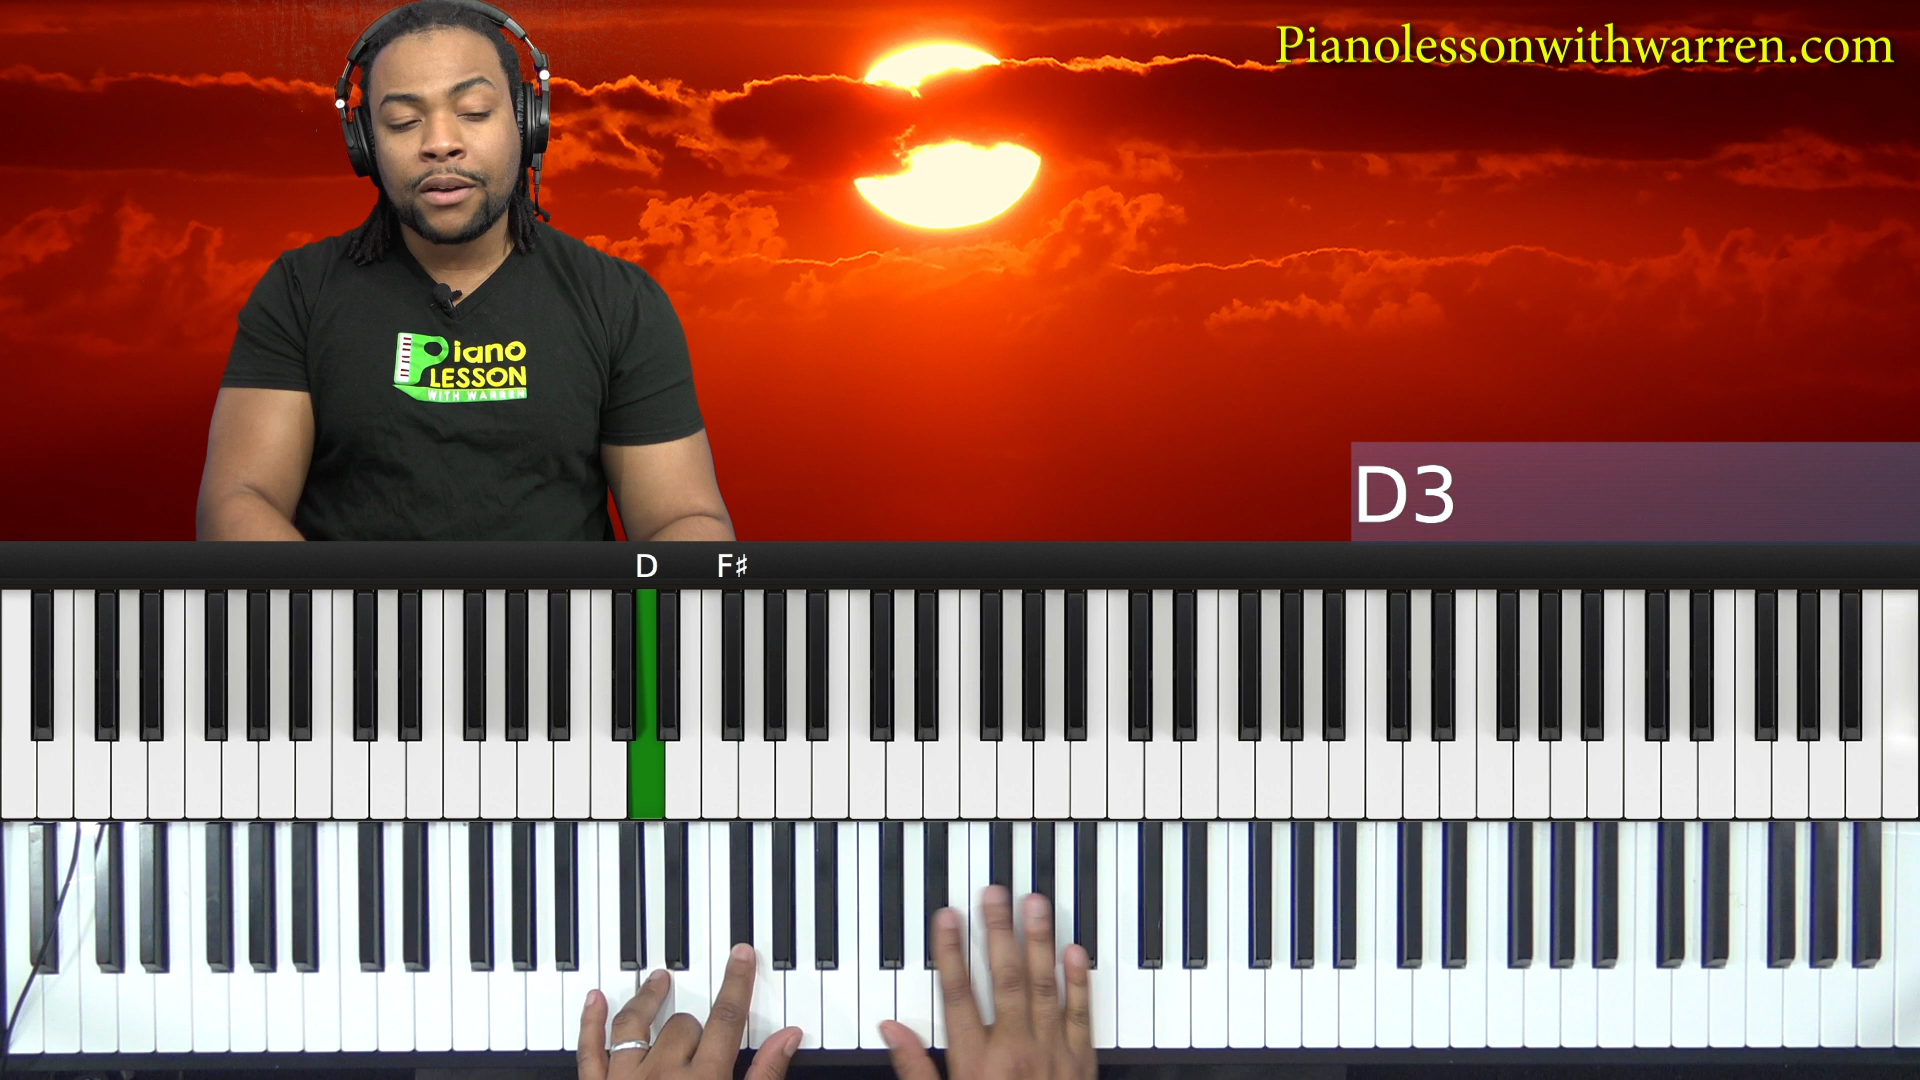 Pianolessonwithwarren.com
Piano
LESSON
WITH WARREN
D3
D F♯